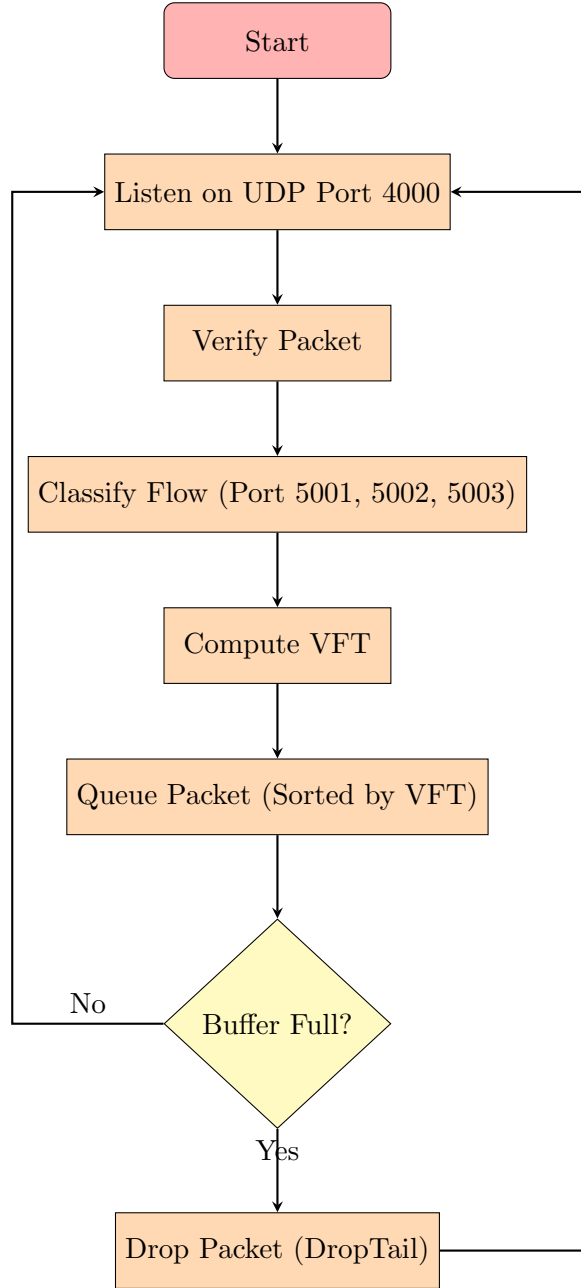 Start
Listen on UDP Port 4000
Verify Packet
Classify Flow (Port 5001, 5002, 5003)
Compute VFT
Queue Packet (Sorted by VFT)
No
Buffer Full?
Yes
Drop Packet (DropTail)